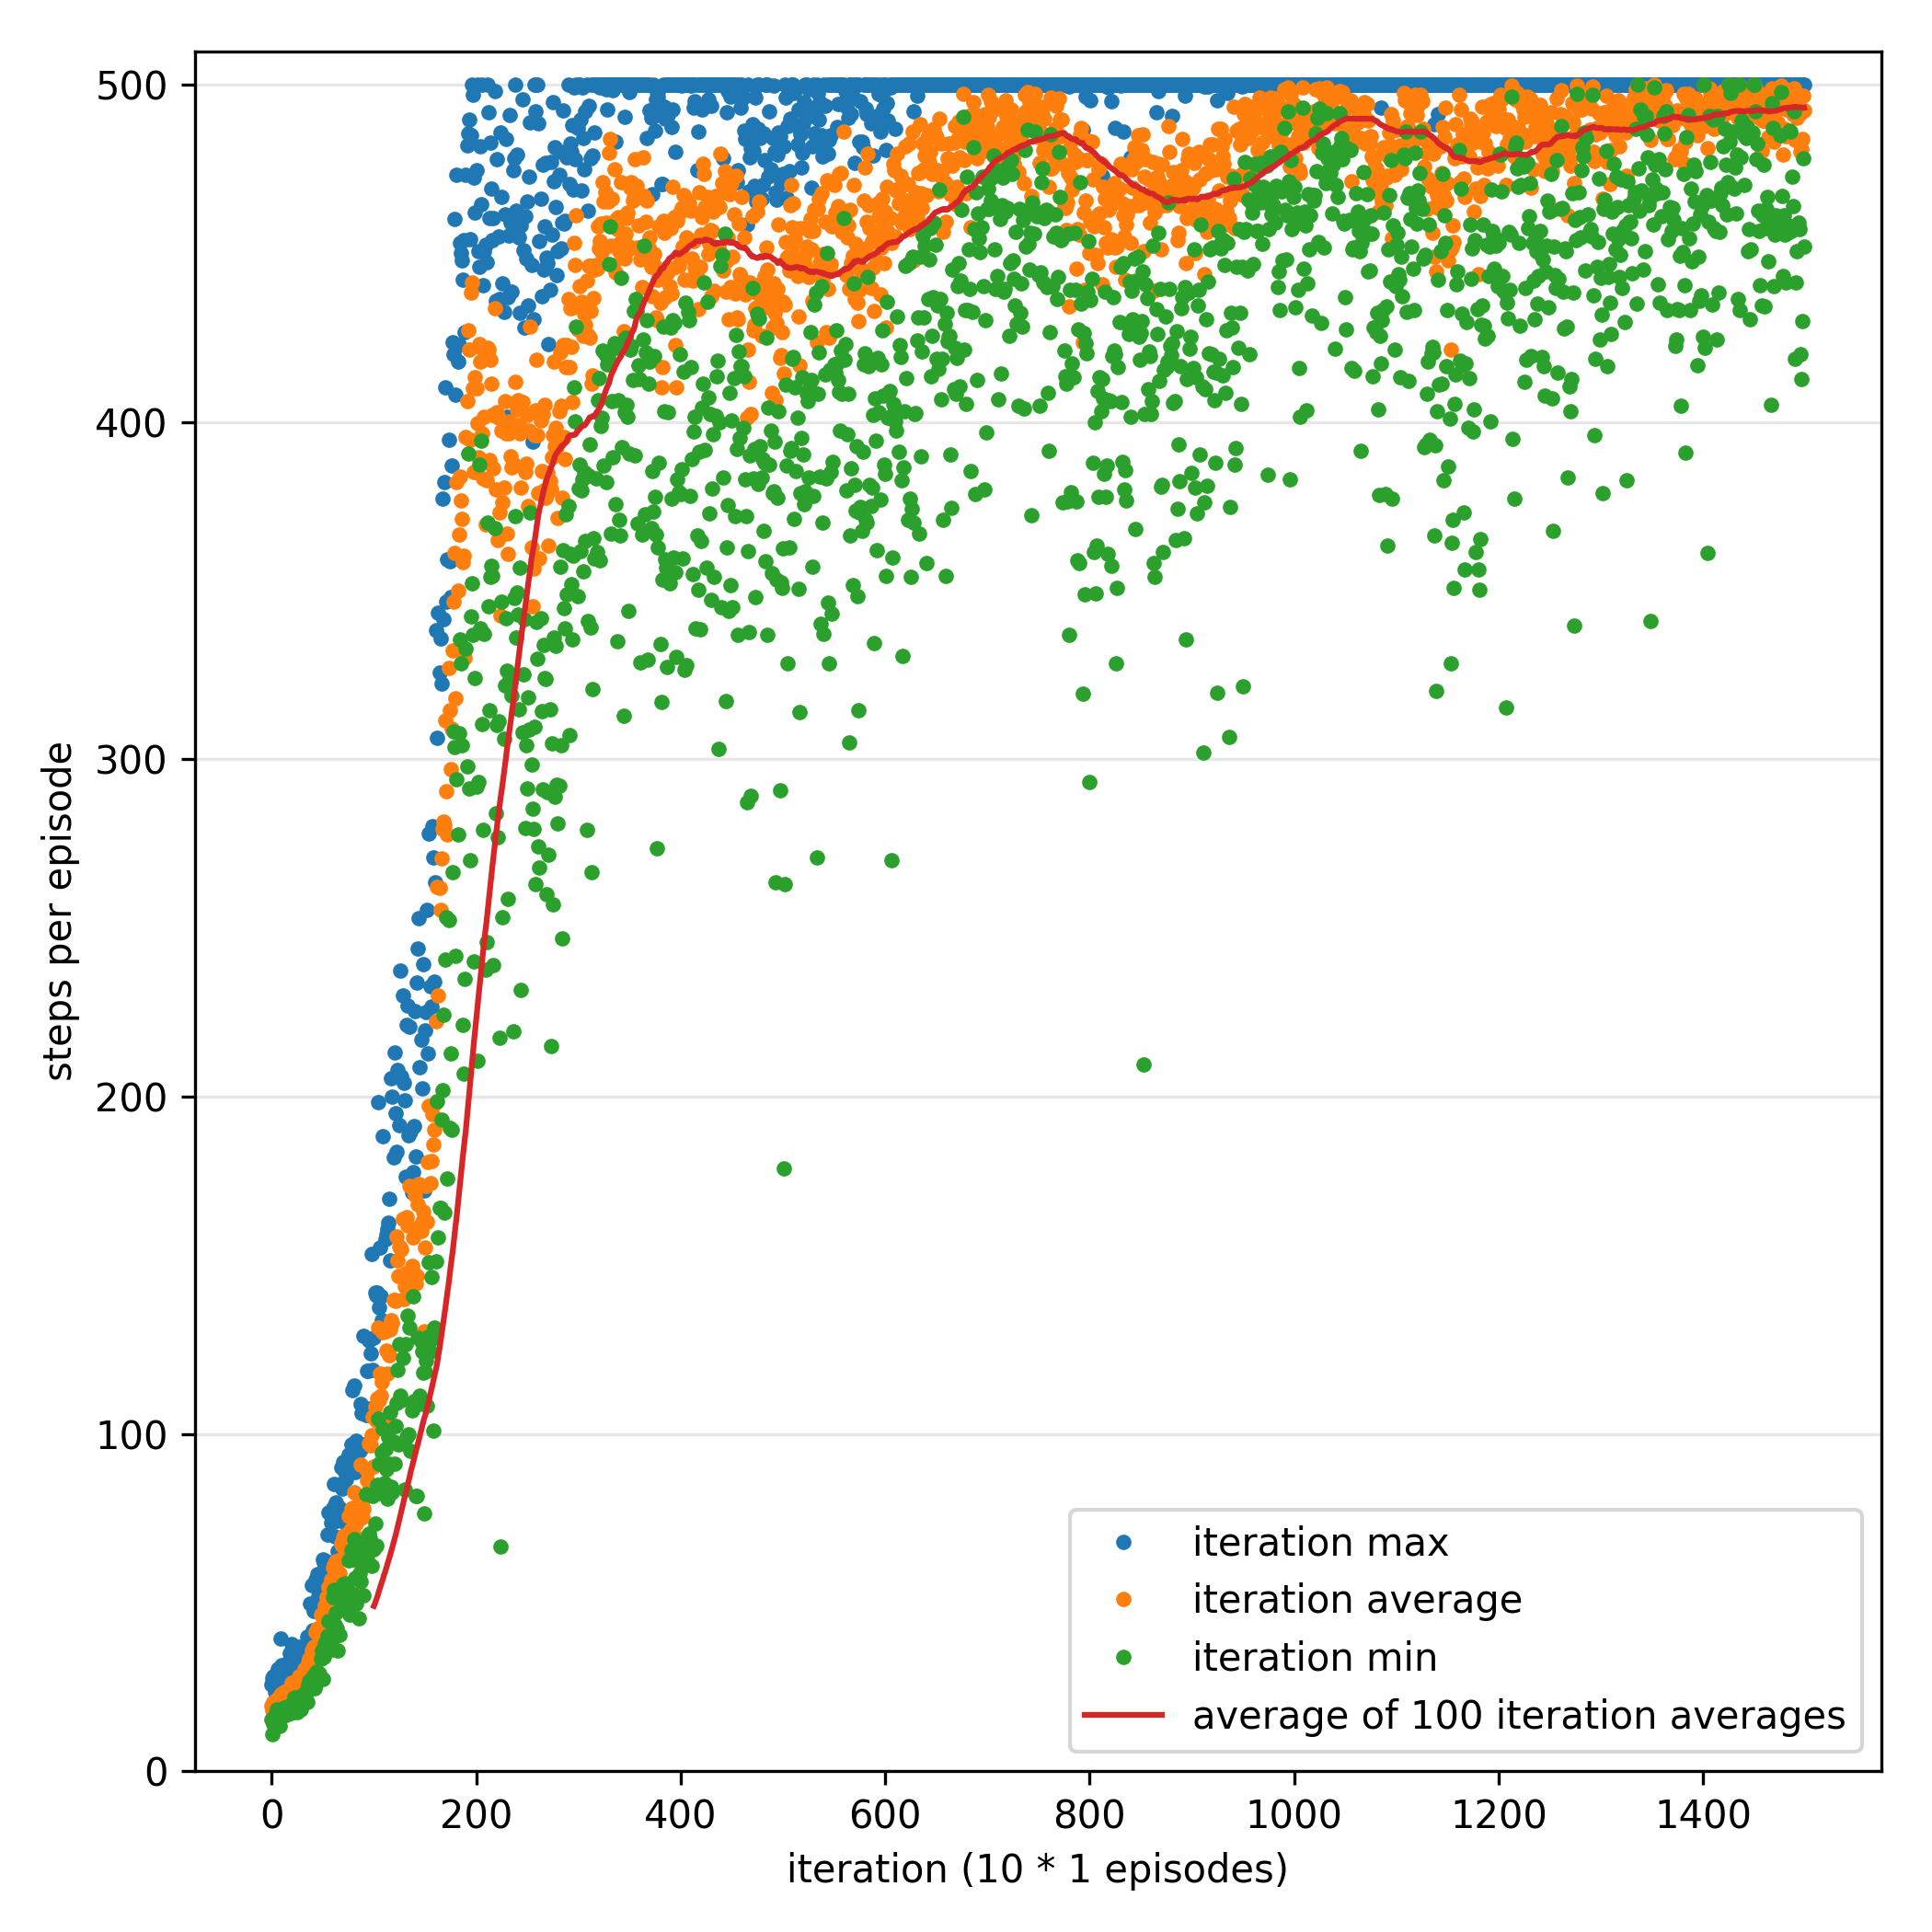 500
400
300
200
100
0
steps per episode
0 200 400 600 800 1000 1200 1400
iteration (10 * 1 episodes)
iteration max
iteration average
iteration min
average of 100 iteration averages